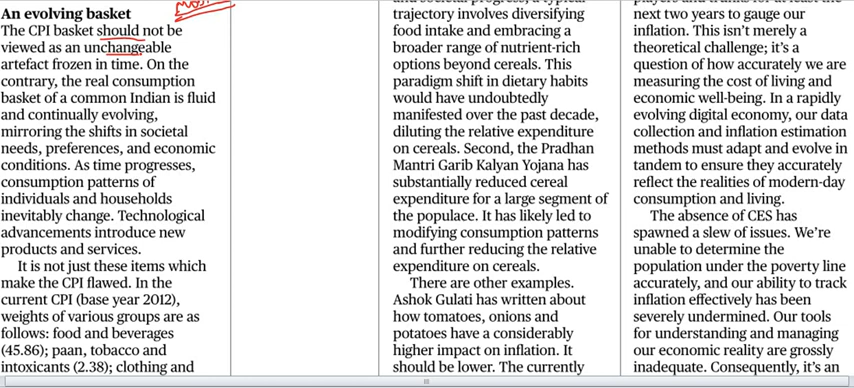 An evolving basket
The CPI basket should not be
viewed as an unchangeable
artefact frozen in time. On the
contrary, the real consumption
basket of a common Indian is fluid
and continually evolving,
mirroring the shifts in societal
needs, preferences, and economic
conditions. As time progresses,
consumption patterns of
individuals and households
inevitably change. Technological
advancements introduce new
products and services.
It is not just these items which
make the CPI flawed. In the
current CPI (base year 2012),
weights of various groups are as
follows: food and beverages
(45.86); paan, tobacco and
intoxicants (2.38); clothing and
trajectory involves diversifying
food intake and embracing a
broader range of nutrient-rich
options beyond cereals. This
paradigm shift in dietary habits
would have undoubtedly
manifested over the past decade,
diluting the relative expenditure
on cereals. Second, the Pradhan
Mantri Garib Kalyan Yojana has
substantially reduced cereal
expenditure for a large segment of
the populace. It has likely led to
modifying consumption patterns
and further reducing the relative
expenditure on cereals.
There are other examples.
Ashok Gulati has written about
how tomatoes, onions and
potatoes have a considerably
higher impact on inflation. It
should be lower. The currently
next two years to gauge our
inflation. This isn't merely a
theoretical challenge; it's a
question of how accurately we are
measuring the cost of living and
economic well-being. In a rapidly
evolving digital economy, our data
collection and inflation estimation
methods must adapt and evolve in
tandem to ensure they accurately
reflect the realities of modern-day
consumption and living.
The absence of CES has
spawned a slew of issues. We're
unable to determine the
population under the poverty line
accurately, and our ability to track
inflation effectively has been
severely undermined. Our tools
for understanding and managing
our economic reality are grossly
inadequate. Consequently, it's an